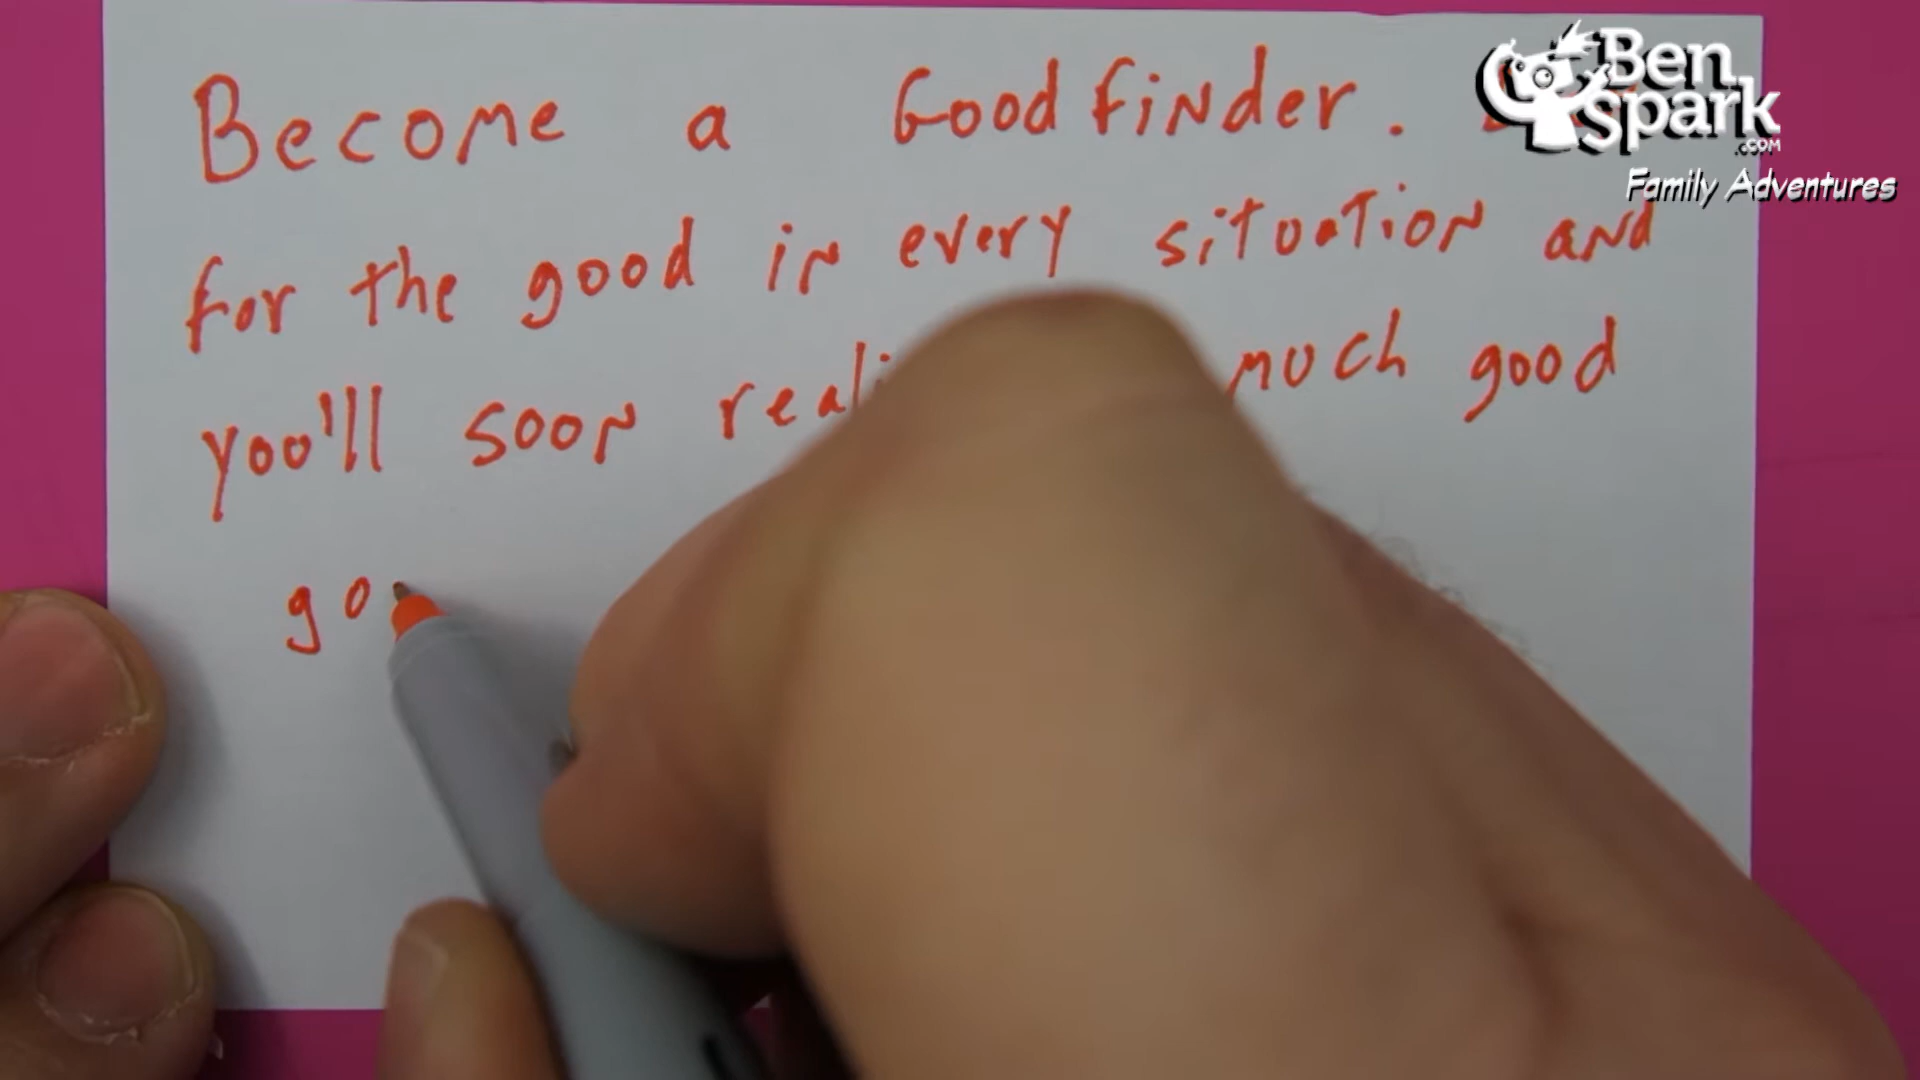 Become a Goodfinder.
for the good in every situation and
you'll soon much good
go
Ben
Spark
.COM
Family Adventures